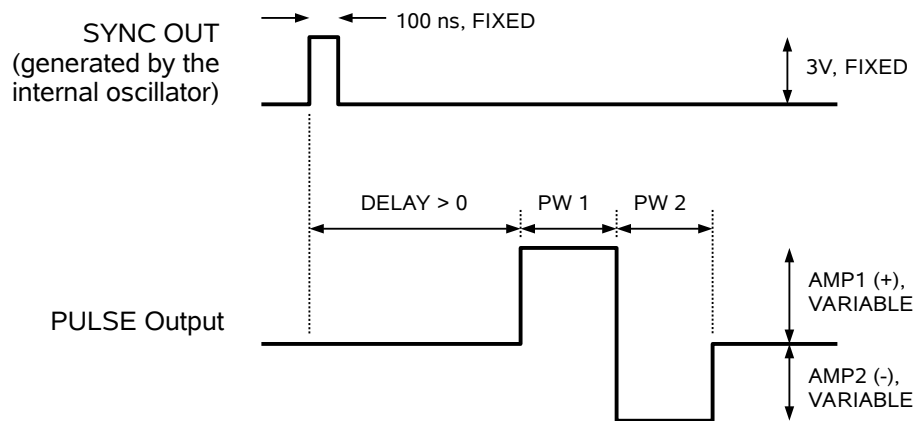 100 ns, FIXED
SYNC OUT
(generated by the
internal oscillator)
3V, FIXED
DELAY > 0
PW 1
PW 2
PULSE Output
AMP1 (+),
VARIABLE
AMP2 (-),
VARIABLE